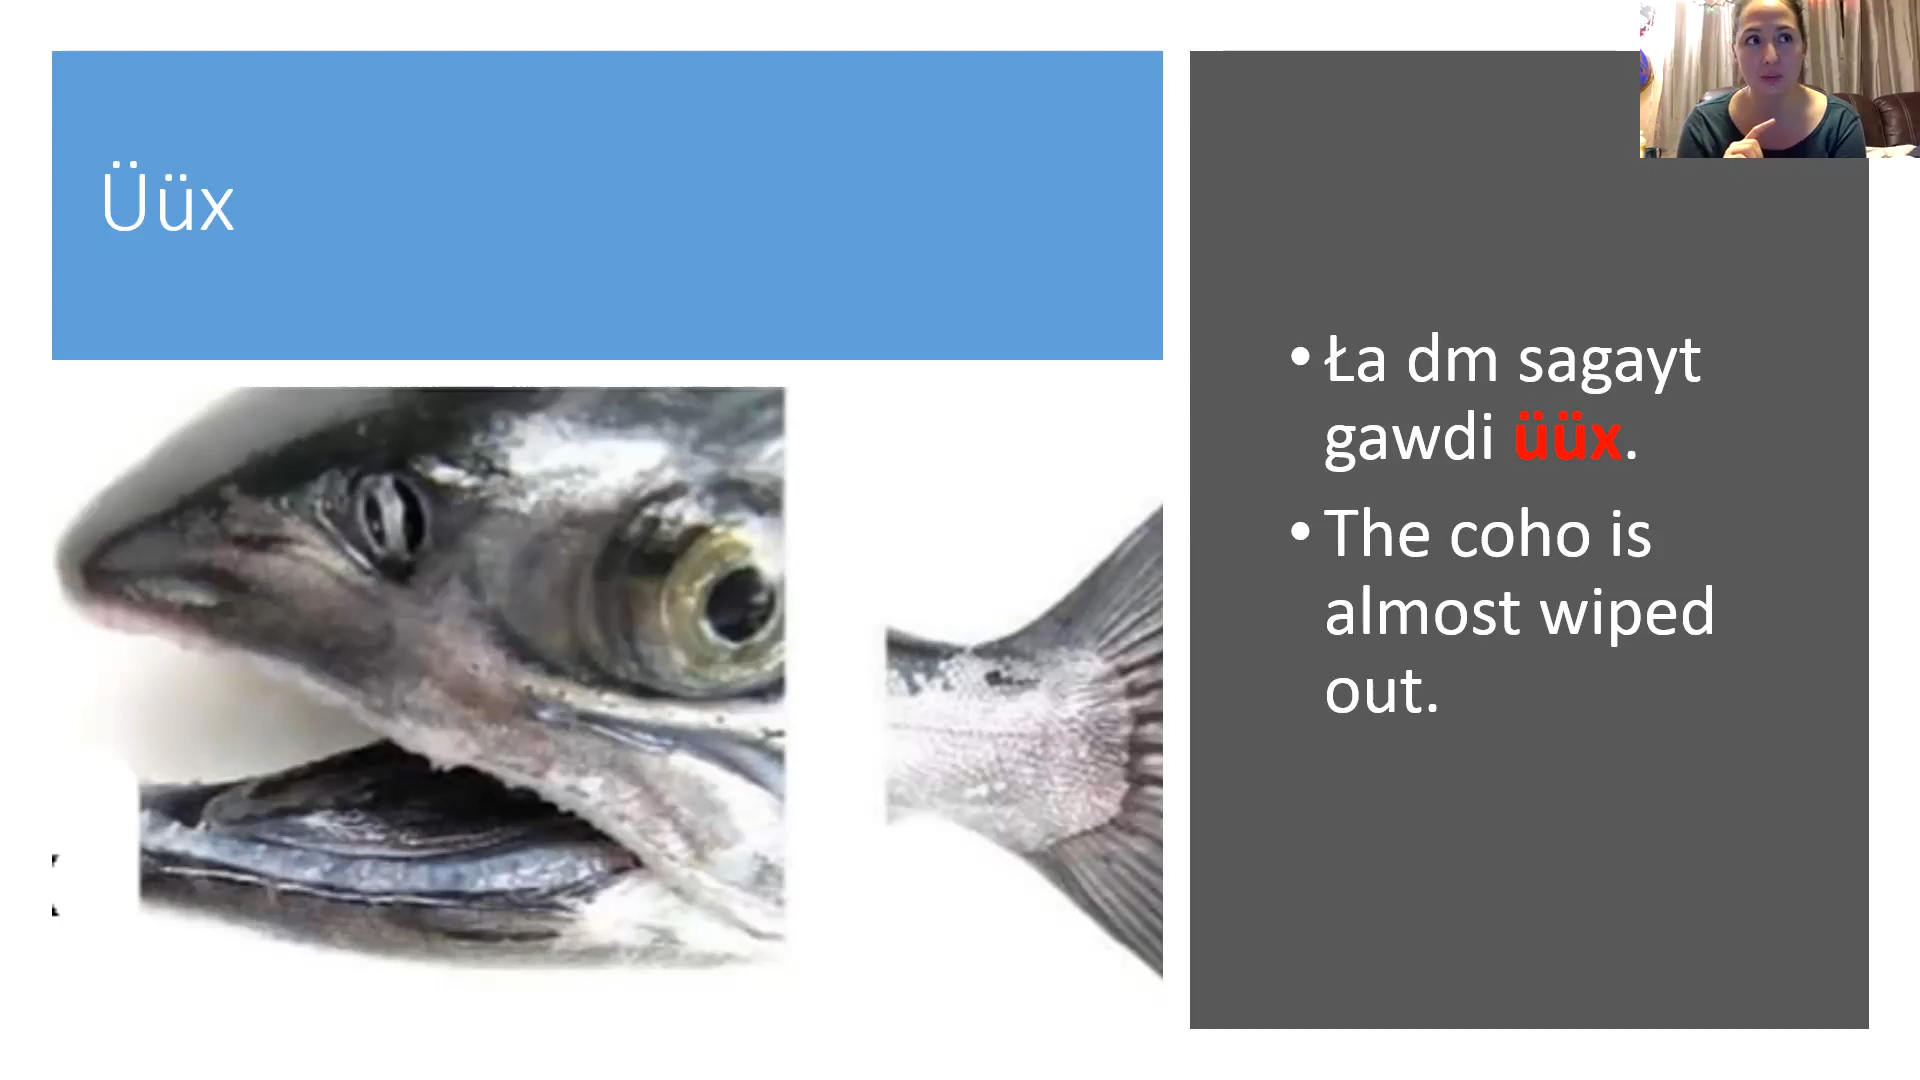 Üüx
Ła dm sagayt
gawdi üüx.
The coho is
almost wiped
out.